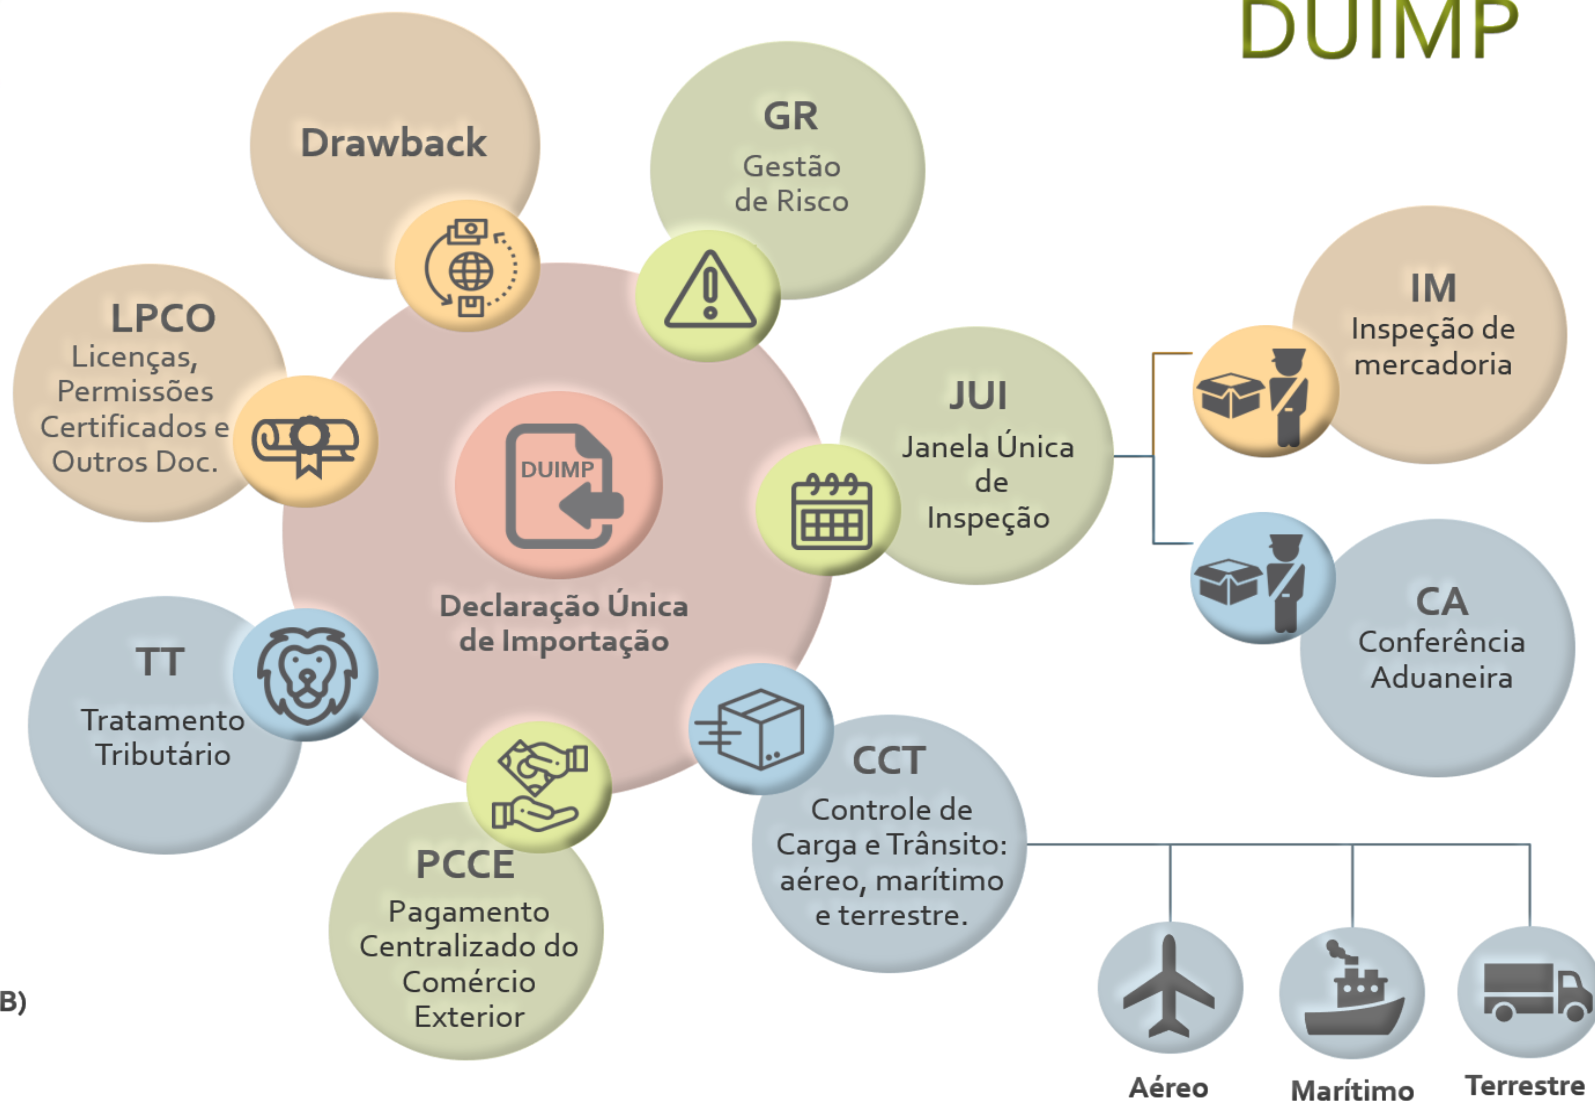 DUIMP
Drawback
GR
Gestão
de Risco
LPCO
Licenças,
Permissões
Certificados e
Outros Doc.
DUIMP
Declaração Única
de Importação
JUI
Janela Única
de
Inspeção
IM
Inspeção de
mercadoria
CA
Conferência
Aduaneira
TT
Tratamento
Tributário
PCCE
Pagamento
Centralizado do
Comércio
Exterior
CCT
Controle de
Carga e Trânsito:
aéreo, marítimo
e terrestre.
B)
Aéreo
Marítimo
Terrestre